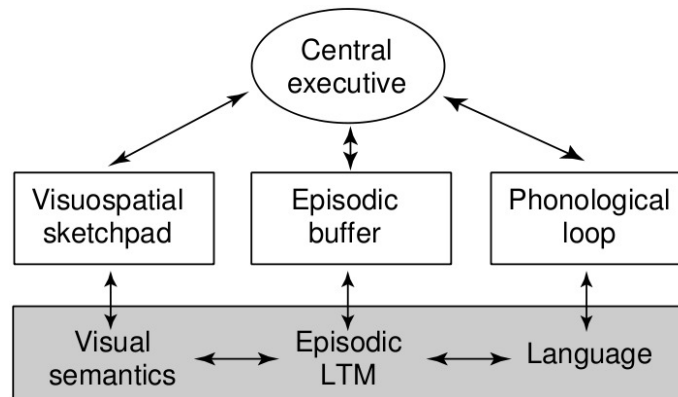 Central
executive
Visuospatial
sketchpad
Episodic
buffer
Phonological
loop
Visual
semantics
Episodic
LTM
Language